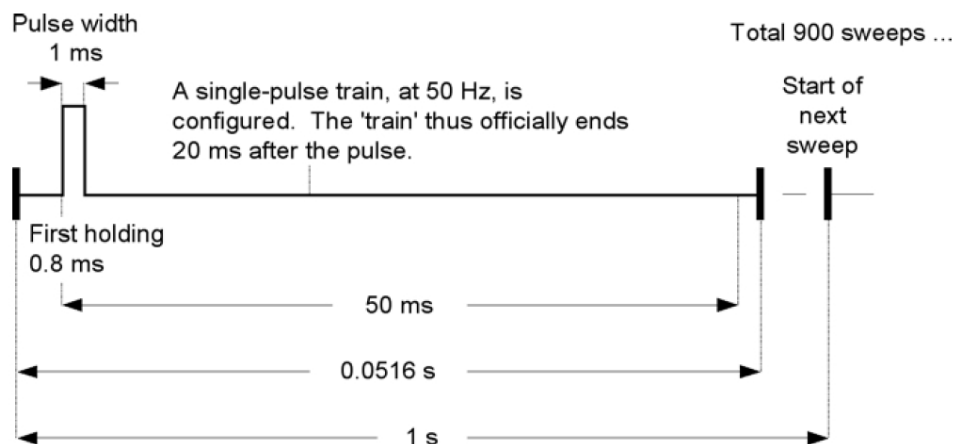 Pulse width
1 ms
Total 900 sweeps ...
A single-pulse train, at 50 Hz, is
configured. The 'train' thus officially ends
20 ms after the pulse.
Start of
next
sweep
First holding
0.8 ms
50 ms
0.0516 s
1 s